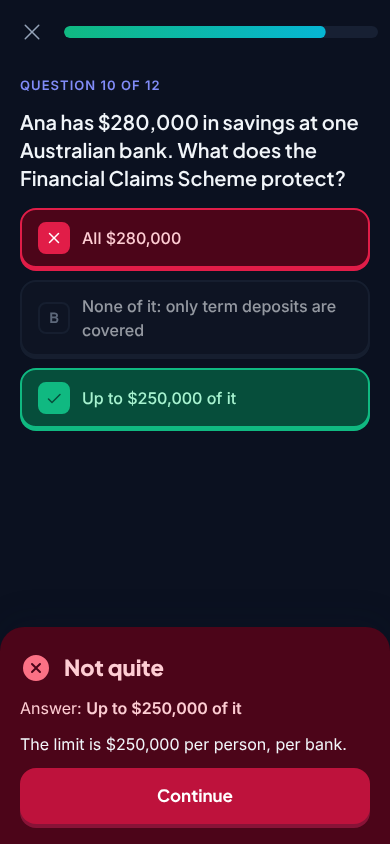 QUESTION 10 OF 12
Ana has $280,000 in savings at one
Australian bank. What does the
Financial Claims Scheme protect?
All $280,000
B
None of it: only term deposits are
covered
Up to $250,000 of it
Not quite
Answer: Up to $250,000 of it
The limit is $250,000 per person, per bank.
Continue